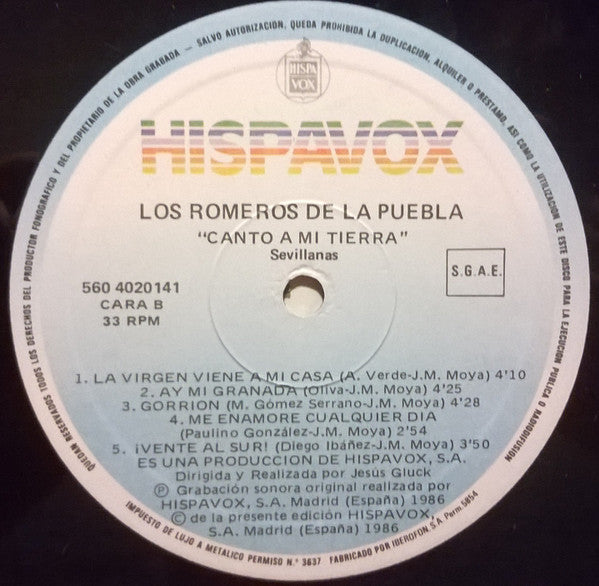 HISPA
VOX
HISPAVOX
LOS ROMEROS DE LA PUEBLA
"CANTO A MI TIERRA"
Sevillanas
560 4020141
CARA B
33 RPM
S.G.A.E.
1. LA VIRGEN VIENE A MI CASA (A. Verde-J.M. Moya) 4'10
2. AY MI GRANADA (Oliva-J.M. Moya) 4'25
3. GORRION (M. Gómez Serrano-J.M. Moya) 4'28
4. ME ENAMORE CUALQUIER DIA
(Paulino González-J.M. Moya) 2'54
5. ¡VENTE AL SUR! (Diego Ibáñez-J.M. Moya) 3'50
ES UNA PRODUCCION DE HISPAVOX, S.A.
Dirigida y Realizada por Jesús Gluck
Ⓟ Grabación sonora original realizada por
HISPAVOX, S.A. Madrid (España) 1986
© de la presente edición HISPAVOX,
S.A. Madrid (España) 1986
QUEDAN RESERVADOS TODOS LOS DERECHOS DEL PRODUCTOR FONOGRAFICO Y DEL PROPIETARIO DE LA OBRA GRABADA - SALVO AUTORIZACION, QUEDA PROHIBIDA LA DUPLICACION, ALQUILER O PRESTAMO, ASI COMO LA UTILIZACION DE ESTE DISCO PARA LA EJECUCION PUBLICA O RADIODIFUSION
IMPUESTO DE LUJO A METALICO PERMISO N.º 3637 FABRICADO POR IBEROFON, S.A. Perm. 5854